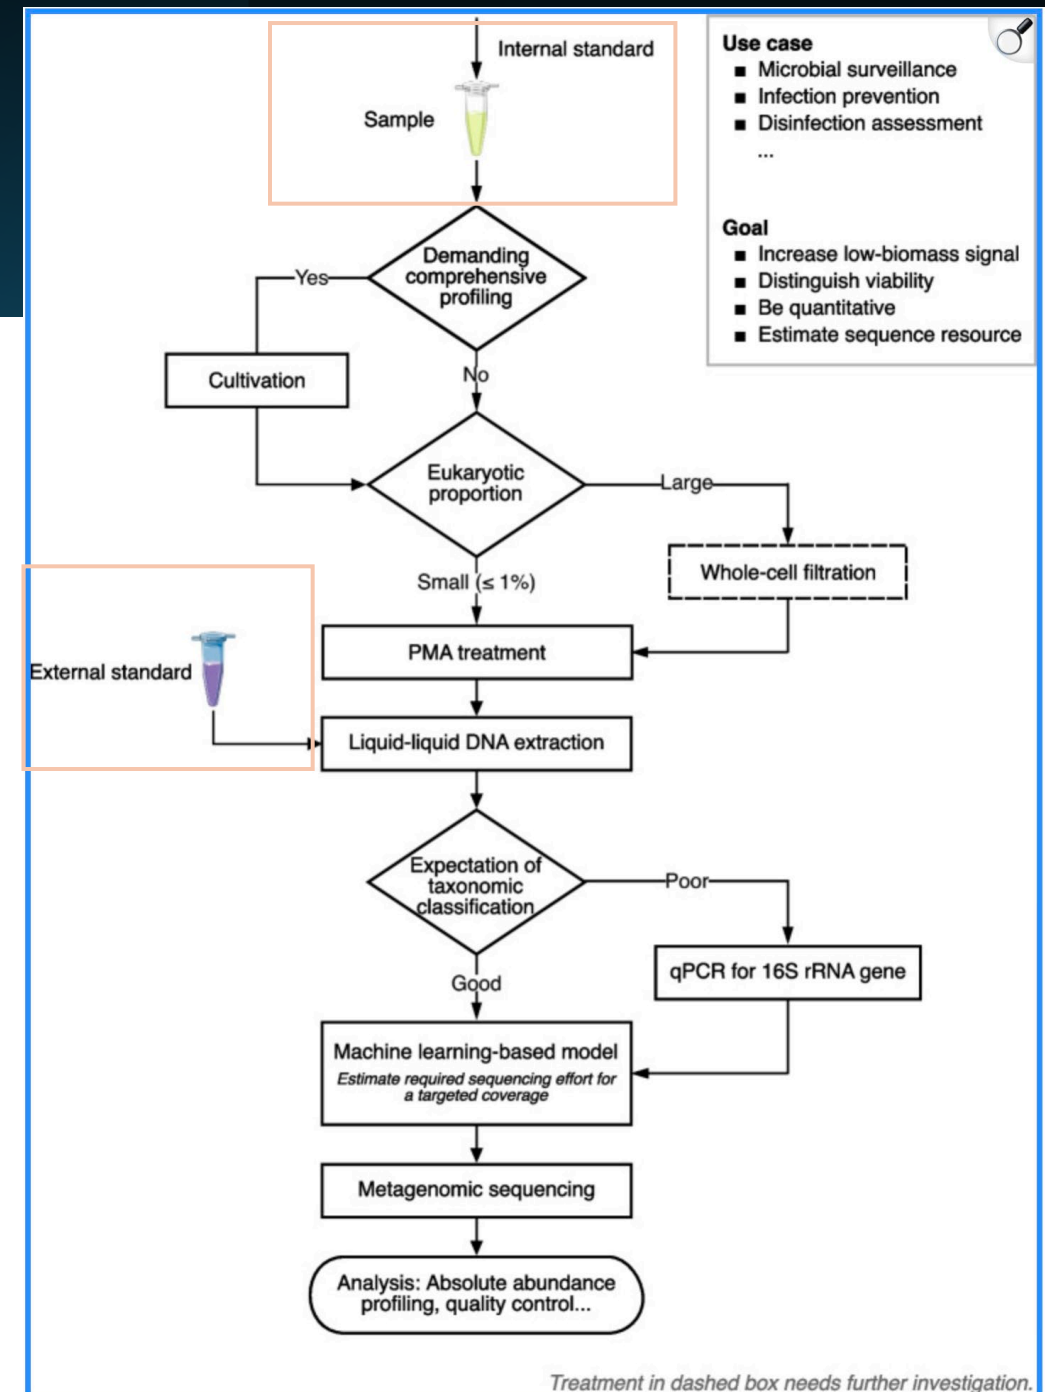 Internal standard
Sample
Use case
■ Microbial surveillance
■ Infection prevention
■ Disinfection assessment
...
Goal
■ Increase low-biomass signal
■ Distinguish viability
■ Be quantitative
■ Estimate sequence resource
Demanding
comprehensive
profiling
Yes
No
Cultivation
Eukaryotic
proportion
Large
Whole-cell filtration
Small (≤ 1%)
PMA treatment
External standard
Liquid-liquid DNA extraction
Expectation of
taxonomic
classification
Poor
qPCR for 16S rRNA gene
Good
Machine learning-based model
Estimate required sequencing effort for
a targeted coverage
Metagenomic sequencing
Analysis: Absolute abundance
profiling, quality control...
Treatment in dashed box needs further investigation.